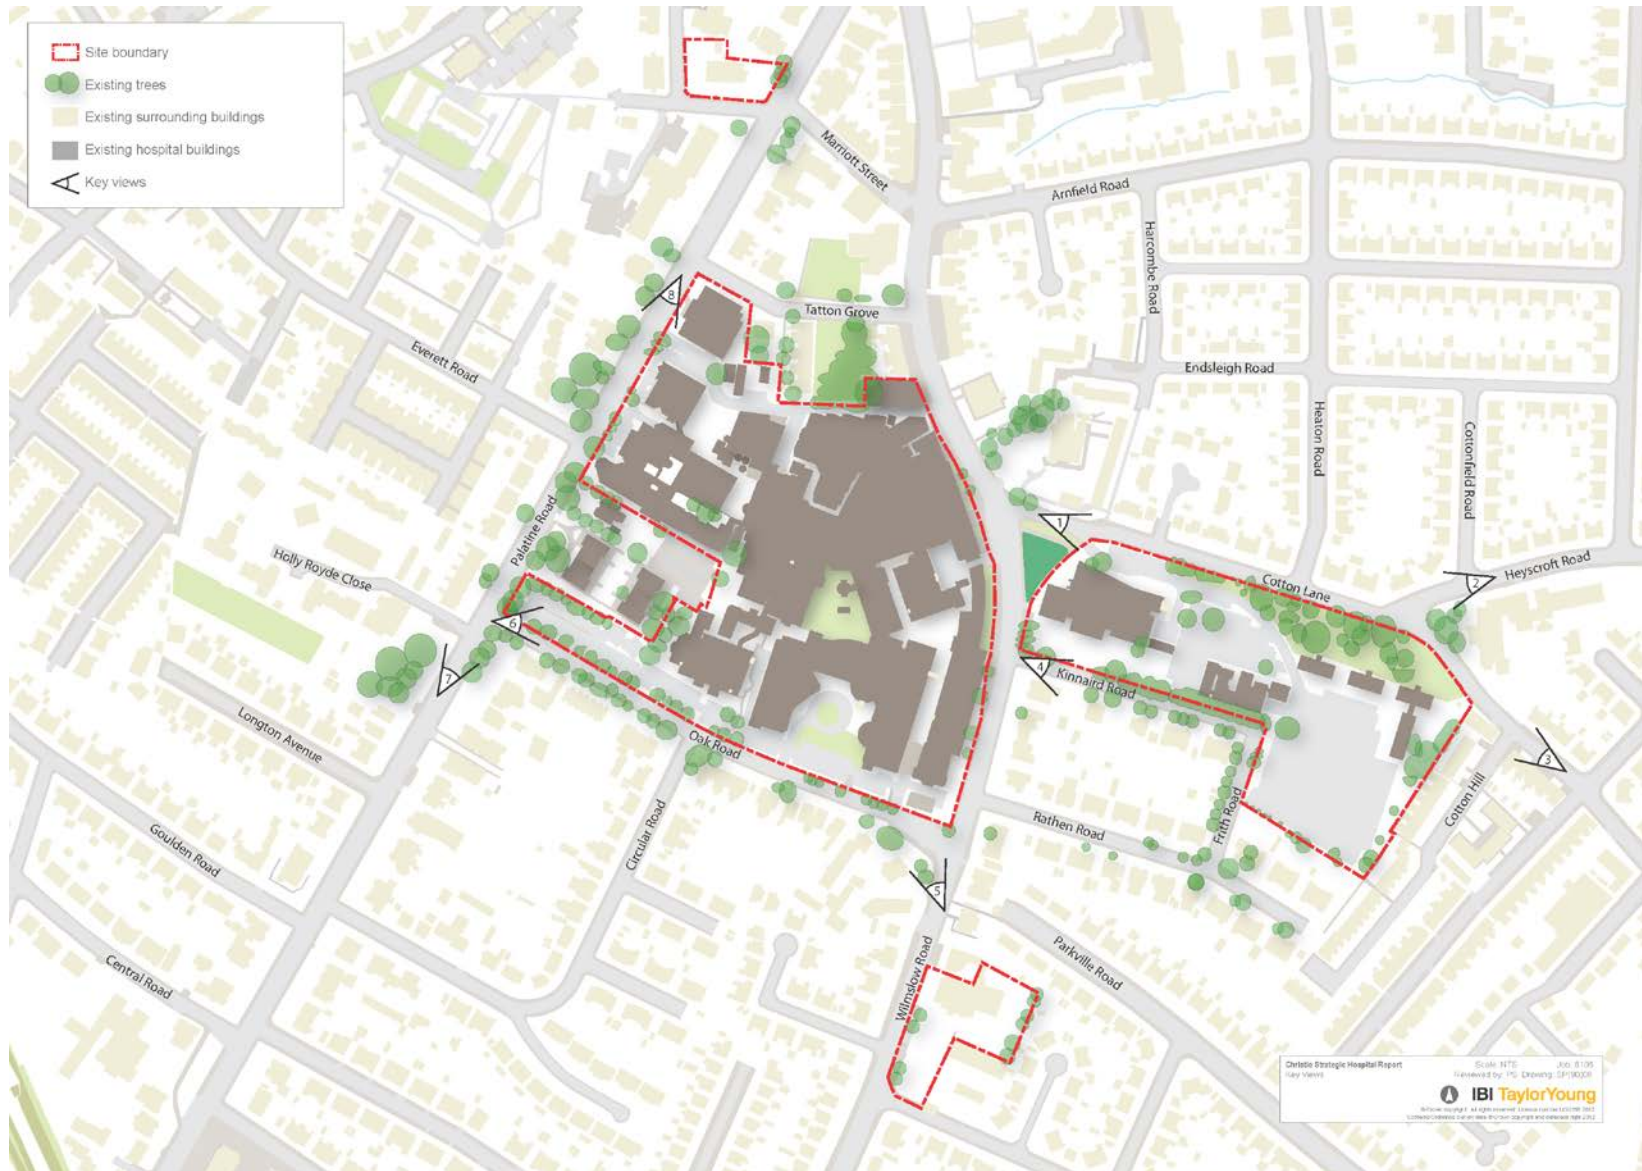 Site boundary
Existing trees
Existing surrounding buildings
Existing hospital buildings
Key views
Marriott Street
Arnfield Road
Harcombe Road
8
Tatton Grove
Everett Road
Endsleigh Road
Heaton Road
Cottonfield Road
1
Palatine Road
Holly Royde Close
Cotton Lane
2
Heyscroft Road
6
4
Kinnaird Road
7
Longton Avenue
Oak Road
3
Cotton Hill
Frith Road
Rathen Road
Circular Road
Goulden Road
5
Parkville Road
Wilmslow Road
Central Road
Christie Strategic Hospital Report
Key Views
Scale: NTS
IBI TaylorYoung